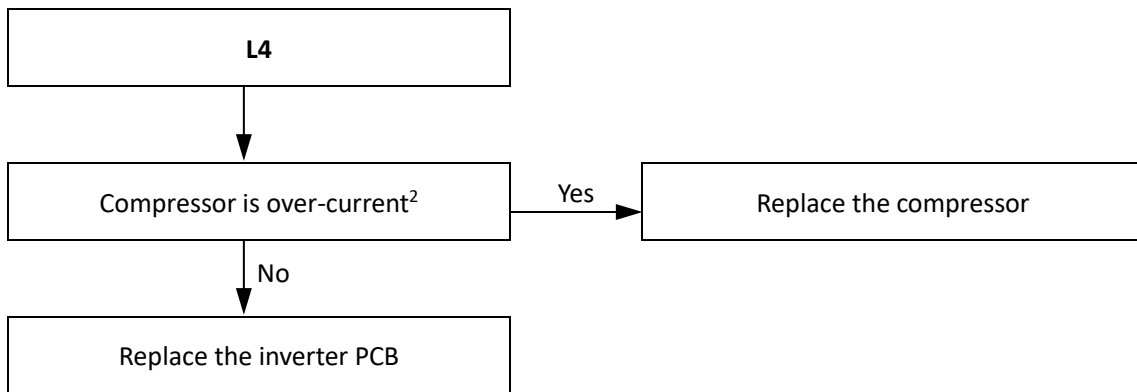 L4
Compressor is over-current²
Yes
Replace the compressor
No
Replace the inverter PCB